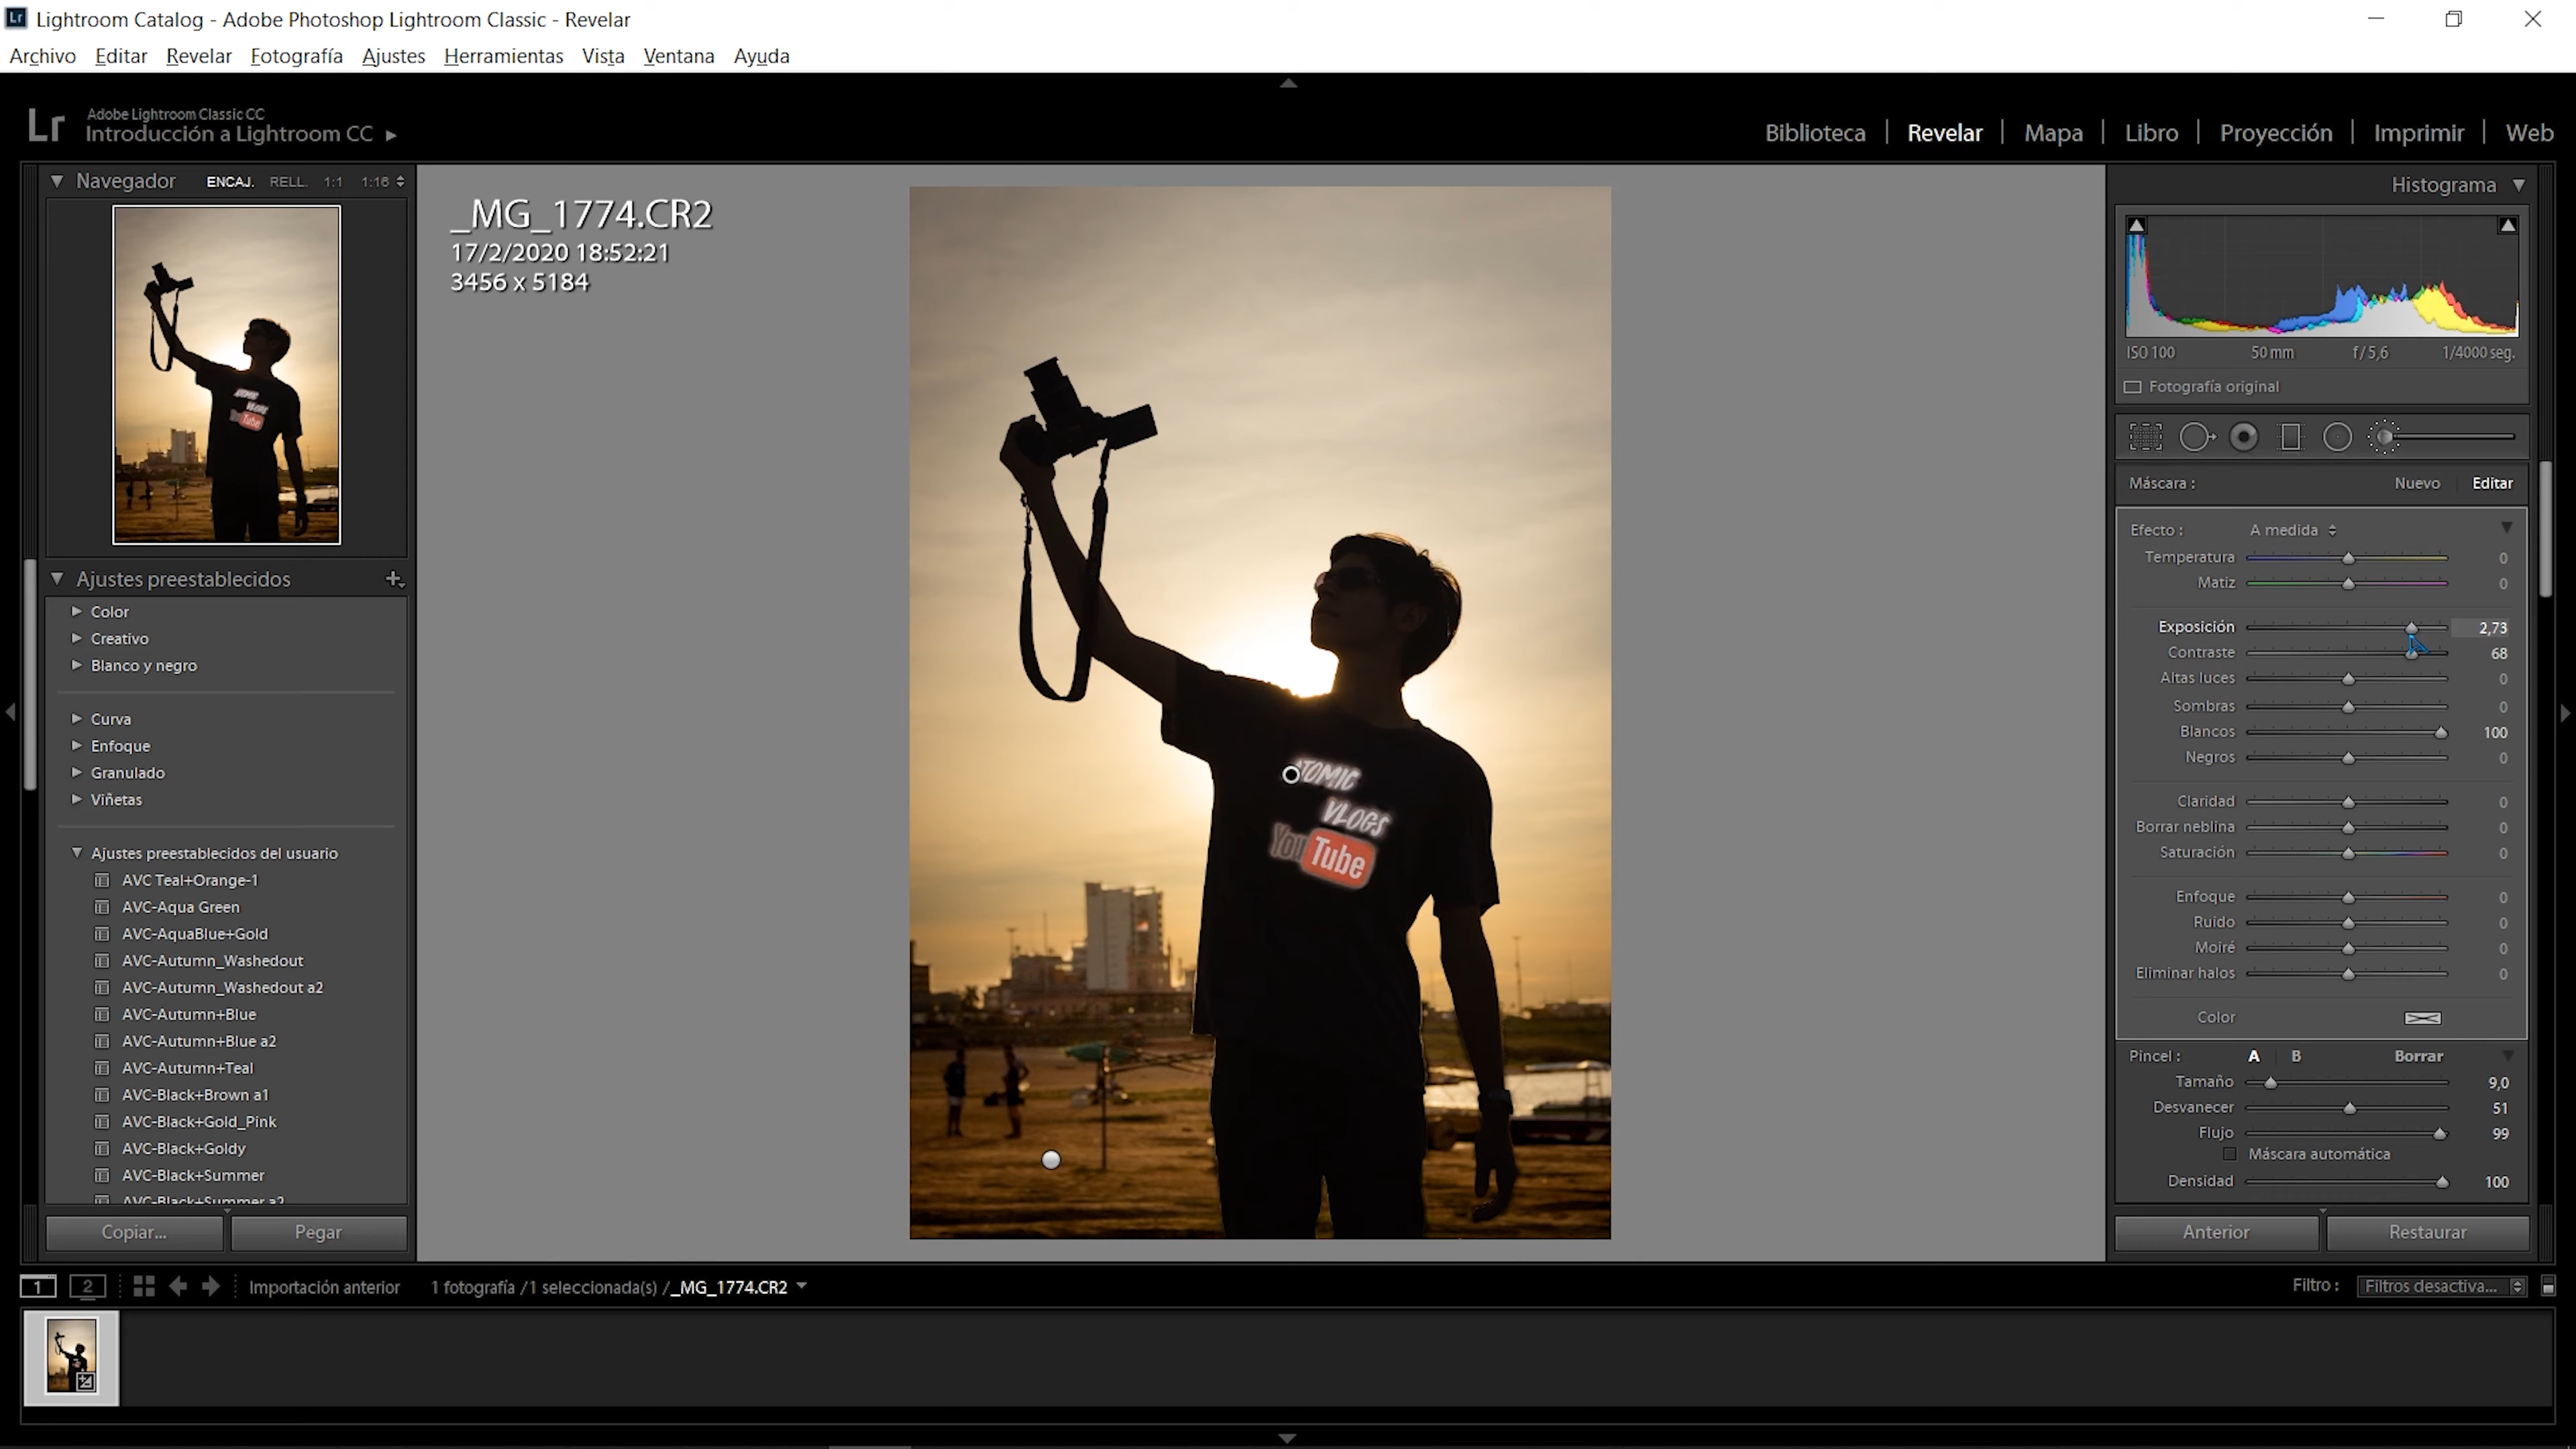 Lr Lightroom Catalog - Adobe Photoshop Lightroom Classic - Revelar
Archivo Editar Revelar Fotografía Ajustes Herramientas Vista Ventana Ayuda
Lr
Adobe Lightroom Classic CC
Introducción a Lightroom CC
Biblioteca | Revelar | Mapa | Libro | Proyección | Imprimir | Web
Navegador ENCAJ. RELL. 1:1 1:16
Ajustes preestablecidos
Color
Creativo
Blanco y negro
Curva
Enfoque
Granulado
Viñetas
Ajustes preestablecidos del usuario
AVC Teal+Orange-1
AVC-Aqua Green
AVC-AquaBlue+Gold
AVC-Autumn_Washedout
AVC-Autumn_Washedout a2
AVC-Autumn+Blue
AVC-Autumn+Blue a2
AVC-Autumn+Teal
AVC-Black+Brown a1
AVC-Black+Gold_Pink
AVC-Black+Goldy
AVC-Black+Summer
AVC-Black+Summer a2
Copiar... Pegar
_MG_1774.CR2
17/2/2020 18:52:21
3456 x 5184
TOMIC
VLOGS
YouTube
Histograma
ISO 100 50 mm f/5,6 1/4000 seg.
Fotografía original
Máscara : Nuevo Editar
Efecto : A medida
Temperatura 0
Matiz 0
Exposición 2,73
Contraste 68
Altas luces 0
Sombras 0
Blancos 100
Negros 0
Claridad 0
Borrar neblina 0
Saturación 0
Enfoque 0
Ruido 0
Moiré 0
Eliminar halos 0
Color
Pincel : A B Borrar
Tamaño 9,0
Desvanecer 51
Flujo 99
Máscara automática
Densidad 100
Anterior Restaurar
1 2 Importación anterior 1 fotografía /1 seleccionada(s) /_MG_1774.CR2
Filtro : Filtros desactiva...